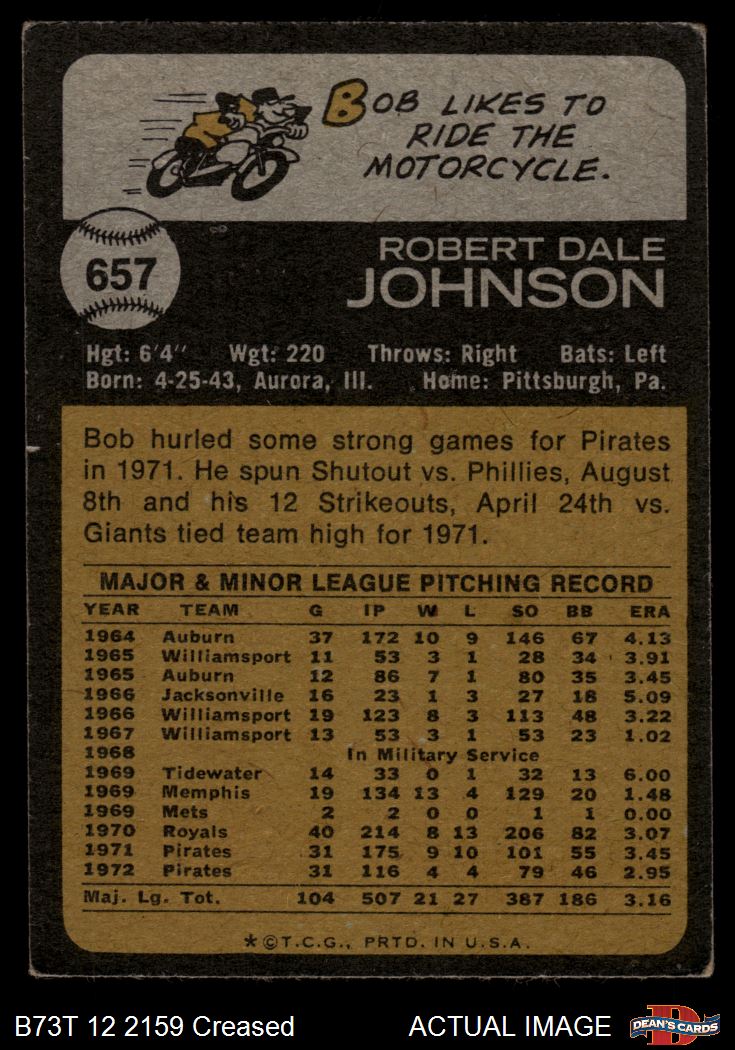 BOB LIKES TO
RIDE THE
MOTORCYCLE.
657
ROBERT DALE
JOHNSON
Hgt: 6'4" Wgt: 220 Throws: Right Bats: Left
Born: 4-25-43, Aurora, Ill. Home: Pittsburgh, Pa.
Bob hurled some strong games for Pirates
in 1971. He spun Shutout vs. Phillies, August
8th and his 12 Strikeouts, April 24th vs.
Giants tied team high for 1971.
MAJOR & MINOR LEAGUE PITCHING RECORD
YEAR TEAM G IP W L SO BB ERA
1964 Auburn 37 172 10 9 146 67 4.13
1965 Williamsport 11 53 3 1 28 34 3.91
1965 Auburn 12 86 7 1 80 35 3.45
1966 Jacksonville 16 23 1 3 27 18 5.09
1966 Williamsport 19 123 8 3 113 48 3.22
1967 Williamsport 13 53 3 1 53 23 1.02
1968 In Military Service
1969 Tidewater 14 33 0 1 32 13 6.00
1969 Memphis 19 134 13 4 129 20 1.48
1969 Mets 2 2 0 0 1 1 0.00
1970 Royals 40 214 8 13 206 82 3.07
1971 Pirates 31 175 9 10 101 55 3.45
1972 Pirates 31 116 4 4 79 46 2.95
Maj. Lg. Tot. 104 507 21 27 387 186 3.16
*©T.C.G., PRTD. IN U.S.A.
B73T 12 2159 Creased ACTUAL IMAGE
D
DEAN'S CARDS